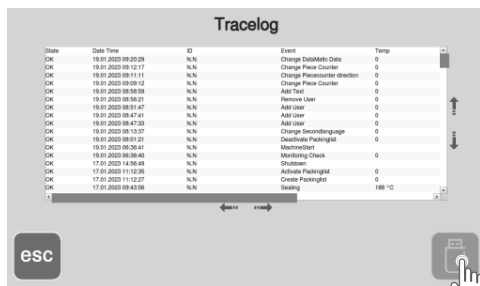 Tracelog
State Date Time ID Event Temp
OK 19.01.2023 09:20:29 N.N Change DataMatic Data 0
OK 19.01.2023 09:12:17 N.N Change Piece Counter 0
OK 19.01.2023 09:11:11 N.N Change Piececounter direction 0
OK 19.01.2023 09:09:12 N.N Change Piece Counter 0
OK 19.01.2023 08:58:59 N.N Add Text 0
OK 19.01.2023 08:56:21 N.N Remove User 0
OK 19.01.2023 08:51:47 N.N Add User 0
OK 19.01.2023 08:47:41 N.N Add User 0
OK 19.01.2023 08:47:33 N.N Add User 0
OK 19.01.2023 08:13:37 N.N Change Secondlanguage 0
OK 19.01.2023 08:01:21 N.N Deactivate Packinglist 0
OK 19.01.2023 06:36:41 N.N MachineStart
OK 19.01.2023 06:36:40 N.N Monitoring Check 0
OK 17.01.2023 14:56:49 N.N Shutdown
OK 17.01.2023 11:12:35 N.N Activate Packinglist 0
OK 17.01.2023 11:12:27 N.N Create Packinglist 0
OK 17.01.2023 09:43:56 N.N Sealing 188 °C
esc